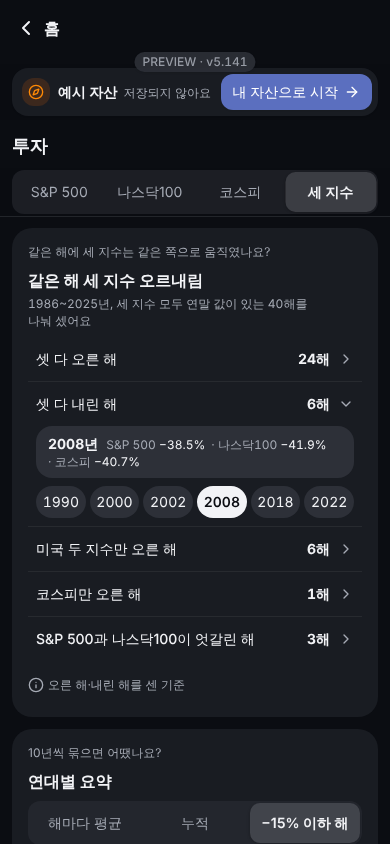 홈
PREVIEW · v5.141
예시 자산 저장되지 않아요 내 자산으로 시작 →
투자
S&P 500 나스닥100 코스피 세 지수
같은 해에 세 지수는 같은 쪽으로 움직였나요?
같은 해 세 지수 오르내림
1986~2025년, 세 지수 모두 연말 값이 있는 40해를
나눠 셌어요
셋 다 오른 해 24해
셋 다 내린 해 6해
2008년 S&P 500 −38.5% · 나스닥100 −41.9%
· 코스피 −40.7%
1990 2000 2002 2008 2018 2022
미국 두 지수만 오른 해 6해
코스피만 오른 해 1해
S&P 500과 나스닥100이 엇갈린 해 3해
오른 해·내린 해를 센 기준
10년씩 묶으면 어땠나요?
연대별 요약
해마다 평균 누적 −15% 이하 해